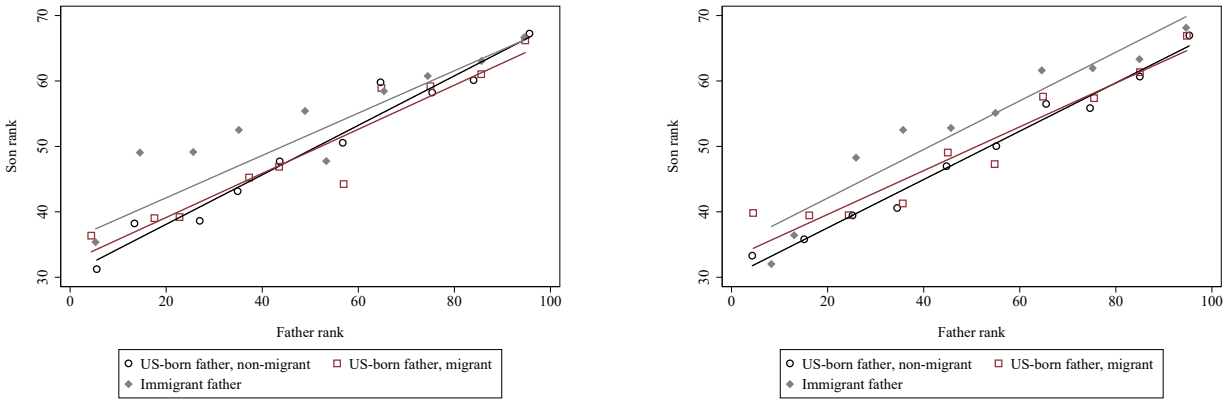 70
60
50
40
30
Son rank
0 20 40 60 80 100
Father rank
US-born father, non-migrant US-born father, migrant
Immigrant father
70
60
50
40
30
Son rank
0 20 40 60 80 100
Father rank
US-born father, non-migrant US-born father, migrant
Immigrant father